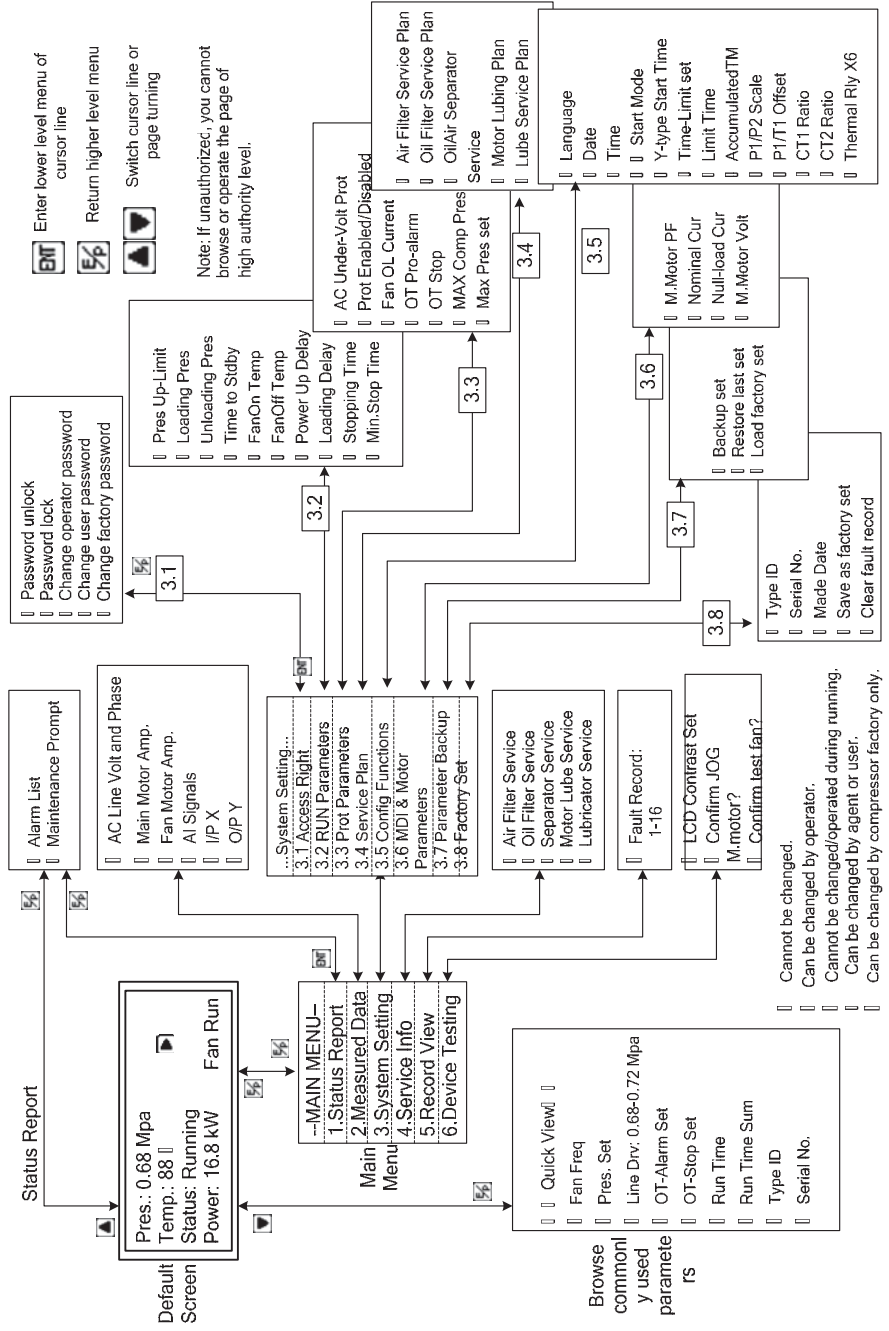 Status Report
Default
Screen
Pres.: 0.68 Mpa
Temp.: 88
Status: Running
Power: 16.8 kW
Fan Run
Main
Menu
--MAIN MENU--
1.Status Report
2.Measured Data
3.System Setting
4.Service Info
5.Record View
6.Device Testing
Browse
commonl
y used
paramete
rs
Quick View
Fan Freq
Pres. Set
Line Drv: 0.68-0.72 Mpa
OT-Alarm Set
OT-Stop Set
Run Time
Run Time Sum
Type ID
Serial No.
Alarm List
Maintenance Prompt
AC Line Volt and Phase
Main Motor Amp.
Fan Motor Amp.
AI Signals
I/P X
O/P Y
...System Setting...
3.1 Access Right
3.2 RUN Parameters
3.3 Prot Parameters
3.4 Service Plan
3.5 Config Functions
3.6 MDI & Motor
Parameters
3.7 Parameter Backup
3.8 Factory Set
Air Filter Service
Oil Filter Service
Separator Service
Motor Lube Service
Lubricator Service
Fault Record:
1-16
LCD Contrast Set
Confirm JOG
M.motor?
Confirm test fan?
Cannot be changed.
Can be changed by operator.
Cannot be changed/operated during running.
Can be changed by agent or user.
Can be changed by compressor factory only.
Password unlock
Password lock
Change operator password
Change user password
Change factory password
E/P
3.1
ENT
3.2
Pres Up-Limit
Loading Pres
Unloading Pres
Time to Stdby
FanOn Temp
FanOff Temp
Power Up Delay
Loading Delay
Stopping Time
Min.Stop Time
3.3
AC Under-Volt Prot
Prot Enabled/Disabled
Fan OL Current
OT Pro-alarm
OT Stop
MAX Comp Pres
Max Pres set
3.4
Air Filter Service Plan
Oil Filter Service Plan
Oil/Air Separator
Service
Motor Lubing Plan
Lube Service Plan
3.5
Language
Date
Time
Start Mode
Y-type Start Time
Time-Limit set
Limit Time
AccumulatedTM
P1/P2 Scale
P1/T1 Offset
CT1 Ratio
CT2 Ratio
Thermal Rly X6
3.6
M.Motor PF
Nominal Cur
Null-load Cur
M.Motor Volt
3.7
Backup set
Restore last set
Load factory set
3.8
Type ID
Serial No.
Made Date
Save as factory set
Clear fault record
ENT
Enter lower level menu of
cursor line
E/P
Return higher level menu
Switch cursor line or
page turning
Note: If unauthorized, you cannot
browse or operate the page of
high authority level.
E/P
E/P
E/P
E/P
E/P
ENT